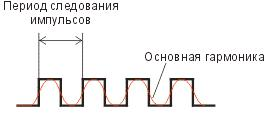 Период следования
импульсов
Основная гармоника